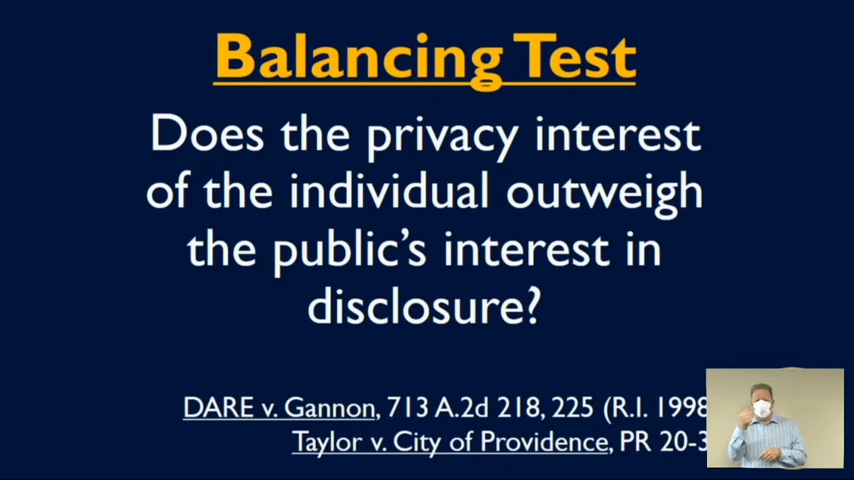 Balancing Test
Does the privacy interest
of the individual outweigh
the public's interest in
disclosure?
DARE v. Gannon, 713 A.2d 218, 225 (R.I. 1998
Taylor v. City of Providence, PR 20-3